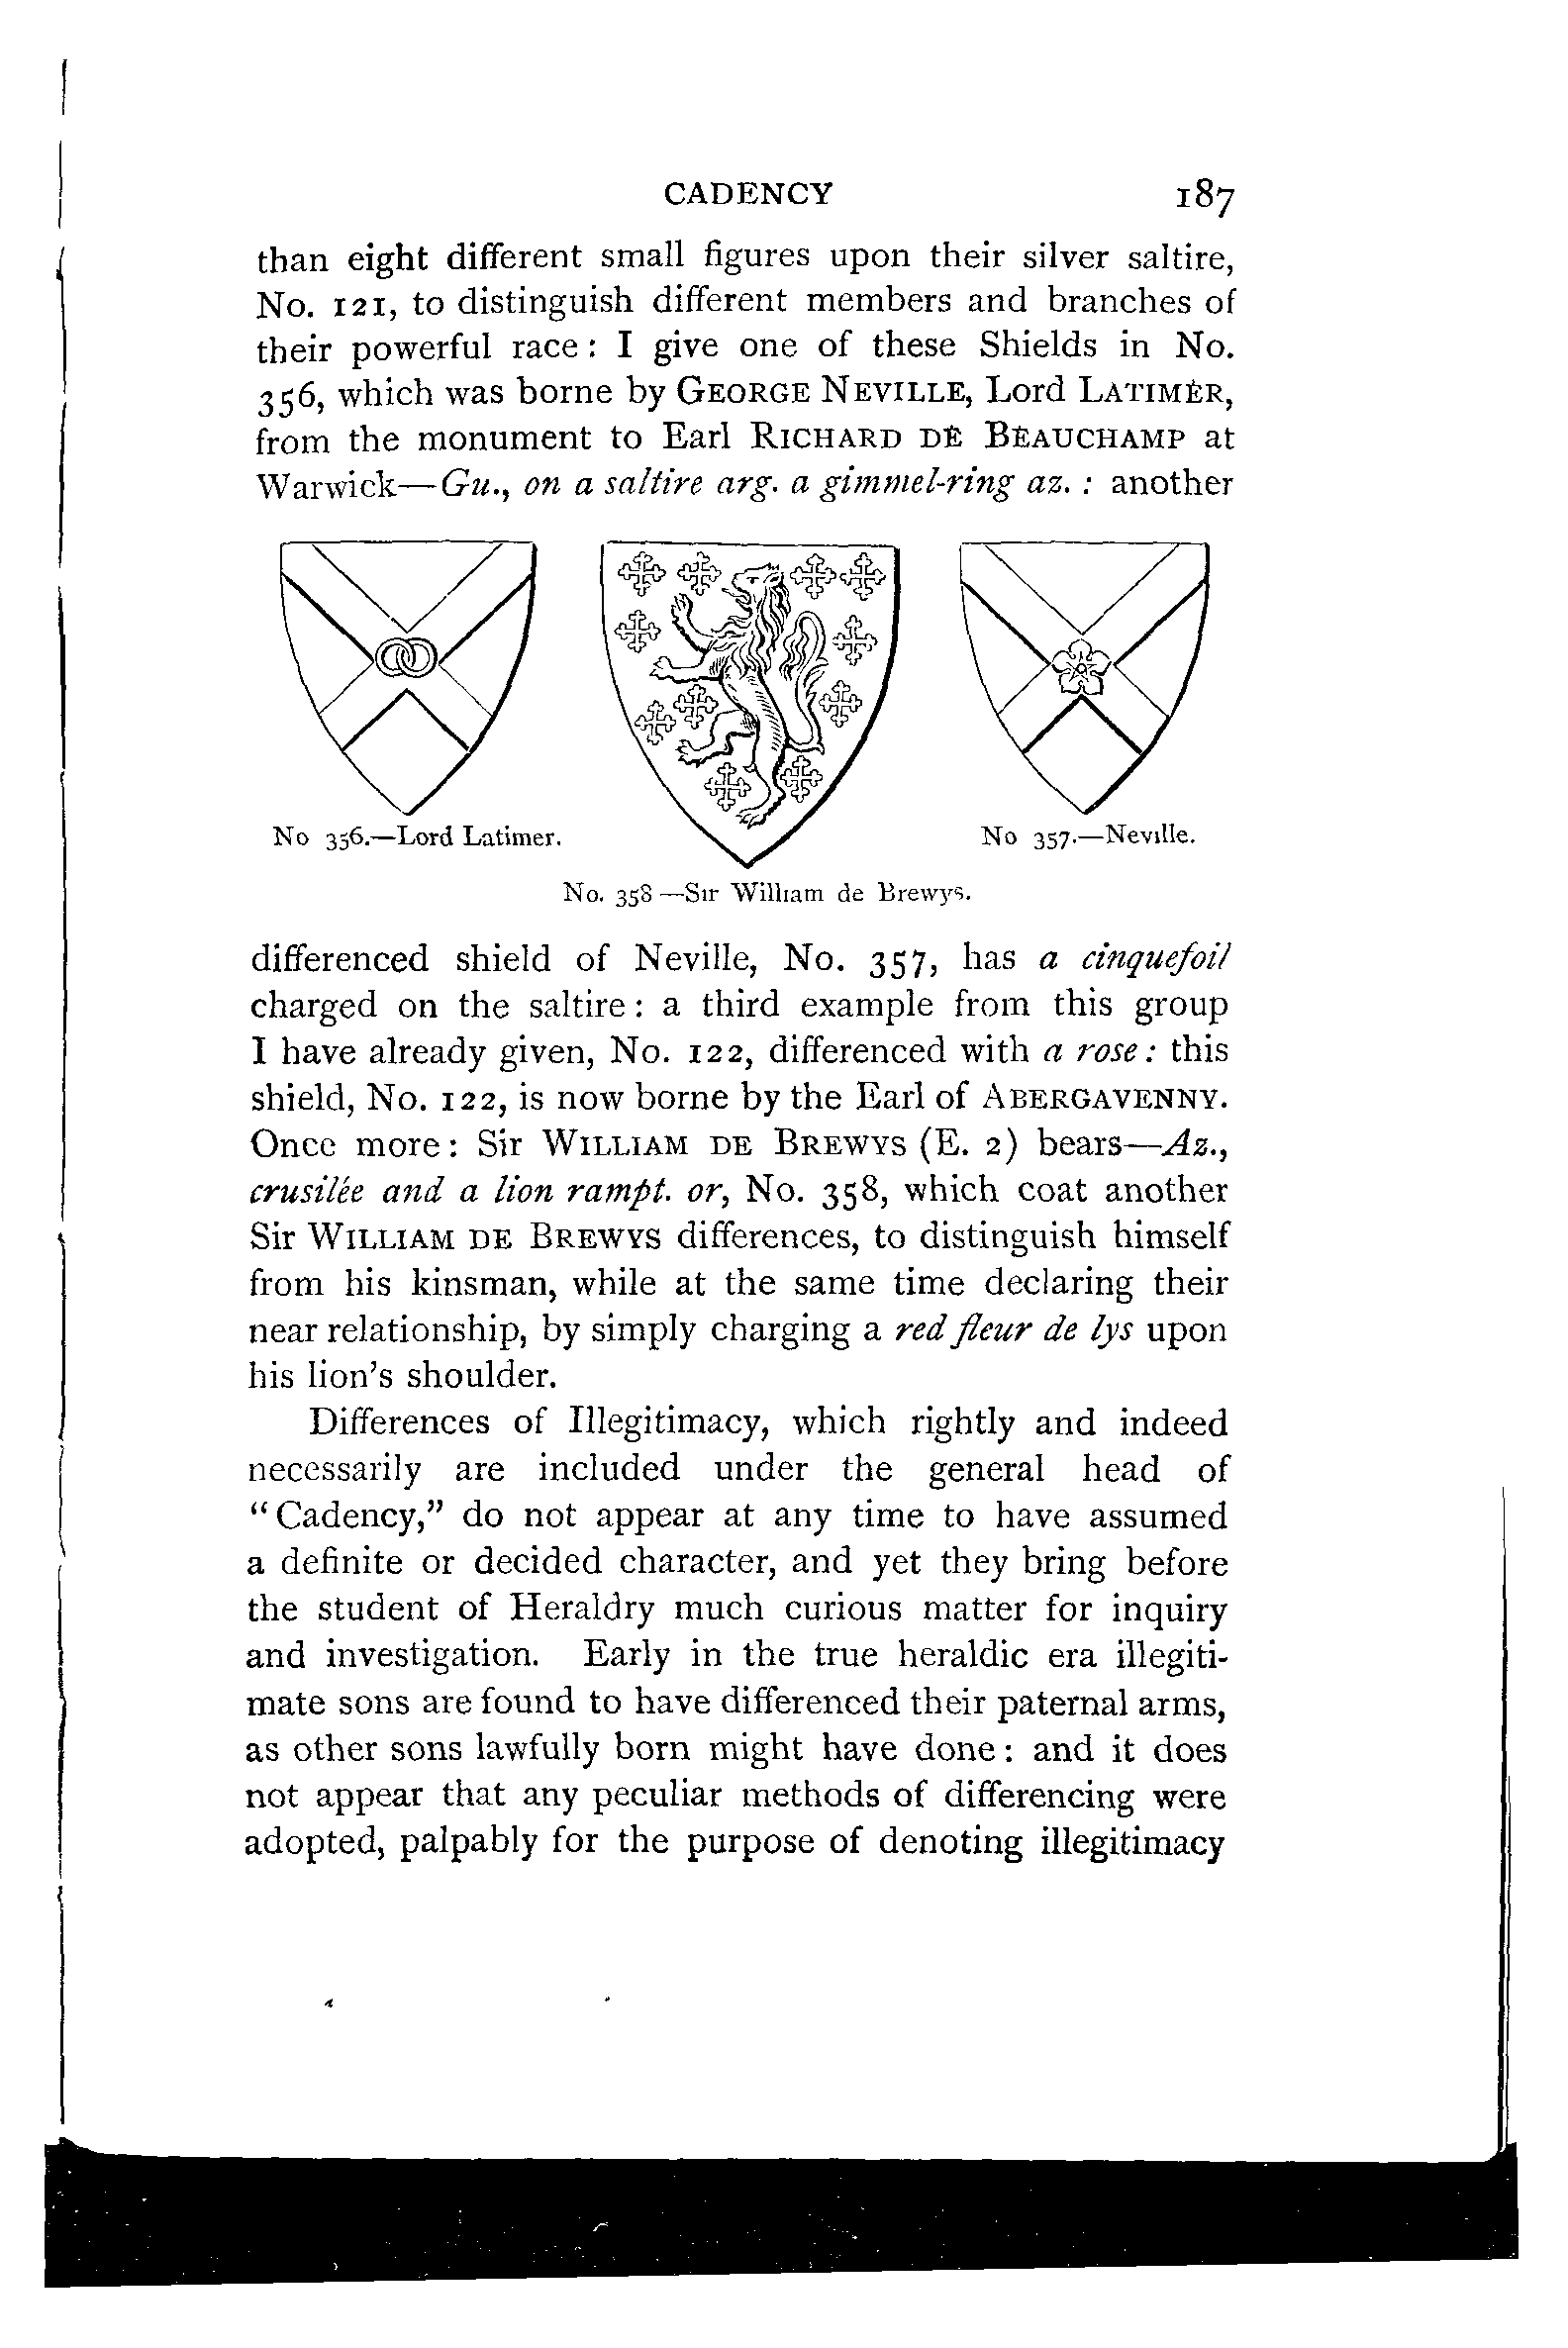 CADENCY 187
than eight different small figures upon their silver saltire,
No. 121, to distinguish different members and branches of
their powerful race: I give one of these Shields in No.
356, which was borne by GEORGE NEVILLE, Lord LATIMER,
from the monument to Earl RICHARD DE BEAUCHAMP at
Warwick—Gu., on a saltire arg. a gimmel-ring az.: another
No 356.—Lord Latimer.
No 357.—Neville.
No. 358—Sir William de Brewys.
differenced shield of Neville, No. 357, has a cinquefoil
charged on the saltire: a third example from this group
I have already given, No. 122, differenced with a rose: this
shield, No. 122, is now borne by the Earl of ABERGAVENNY.
Once more: Sir WILLIAM DE BREWYS (E. 2) bears—Az.,
crusilée and a lion rampt. or, No. 358, which coat another
Sir WILLIAM DE BREWYS differences, to distinguish himself
from his kinsman, while at the same time declaring their
near relationship, by simply charging a red fleur de lys upon
his lion's shoulder.
Differences of Illegitimacy, which rightly and indeed
necessarily are included under the general head of
"Cadency," do not appear at any time to have assumed
a definite or decided character, and yet they bring before
the student of Heraldry much curious matter for inquiry
and investigation. Early in the true heraldic era illegiti-
mate sons are found to have differenced their paternal arms,
as other sons lawfully born might have done: and it does
not appear that any peculiar methods of differencing were
adopted, palpably for the purpose of denoting illegitimacy